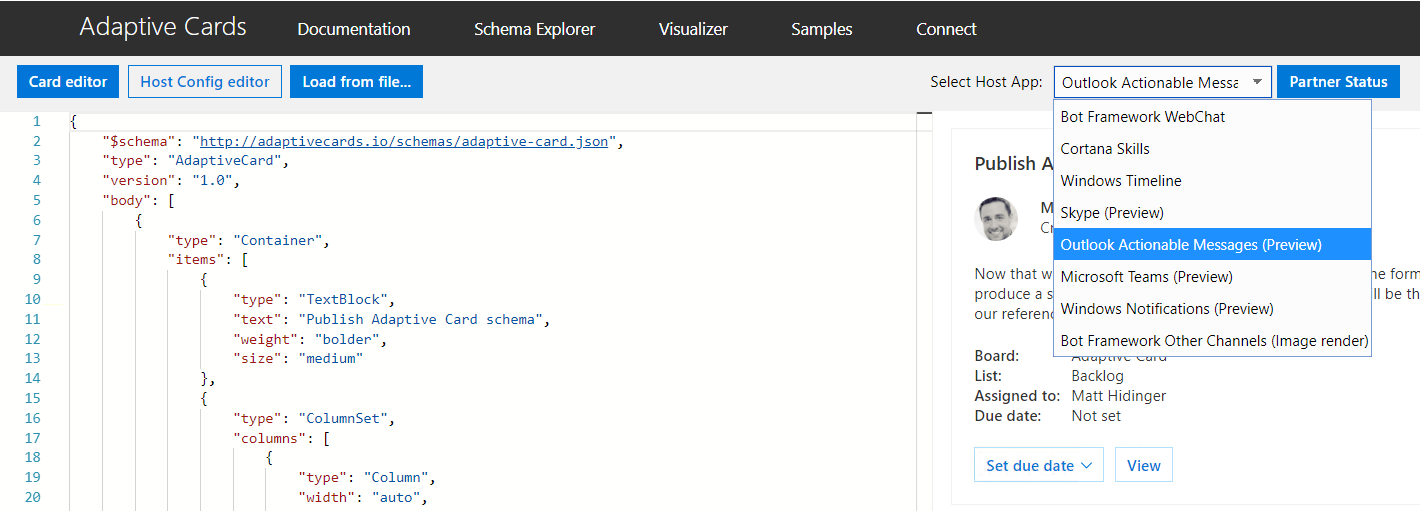 Adaptive Cards Documentation Schema Explorer Visualizer Samples Connect
Card editor Host Config editor Load from file... Select Host App: Outlook Actionable Messa Partner Status
1 {
2 "$schema": "http://adaptivecards.io/schemas/adaptive-card.json",
3 "type": "AdaptiveCard",
4 "version": "1.0",
5 "body": [
6 {
7 "type": "Container",
8 "items": [
9 {
10 "type": "TextBlock",
11 "text": "Publish Adaptive Card schema",
12 "weight": "bolder",
13 "size": "medium"
14 },
15 {
16 "type": "ColumnSet",
17 "columns": [
18 {
19 "type": "Column",
20 "width": "auto",
Bot Framework WebChat
Cortana Skills
Windows Timeline
Skype (Preview)
Outlook Actionable Messages (Preview)
Microsoft Teams (Preview)
Windows Notifications (Preview)
Bot Framework Other Channels (Image render)
Publish A
M
Cr
Now that w ne form
produce a s ll be th
our referen
Board: Adaptive Card
List: Backlog
Assigned to: Matt Hidinger
Due date: Not set
Set due date View